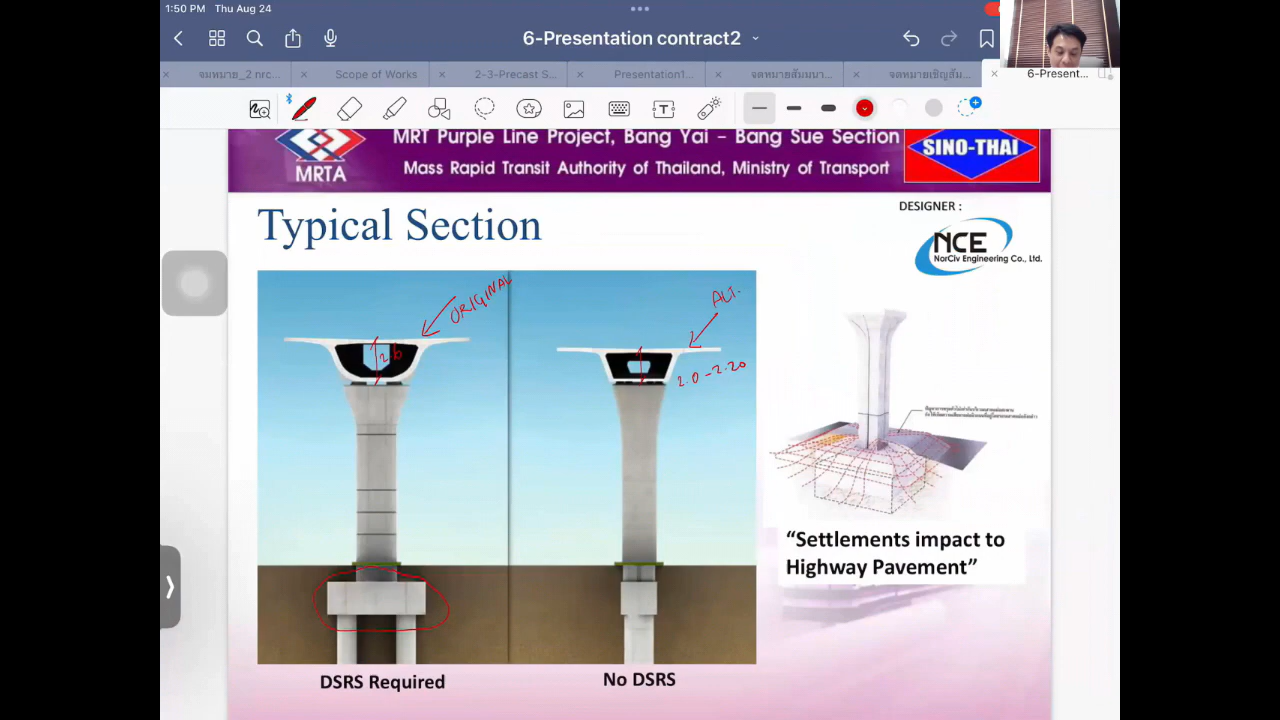 1:50 PM Thu Aug 24
6-Presentation contract2
Scope of Works
2-3-Precast S...
Presentation1...
6-Present...
MRT Purple Line Project, Bang Yai – Bang Sue Section
Mass Rapid Transit Authority of Thailand, Ministry of Transport
MRTA
SINO-THAI
Typical Section
DESIGNER :
NCE
NorCiv Engineering Co., Ltd.
ORIGINAL
2.6
ALT.
2.0 - 2.20
"Settlements impact to
Highway Pavement"
DSRS Required
No DSRS